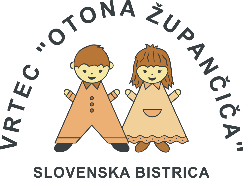 VRTEC "OTONA ŽUPANČIČA"
SLOVENSKA BISTRICA